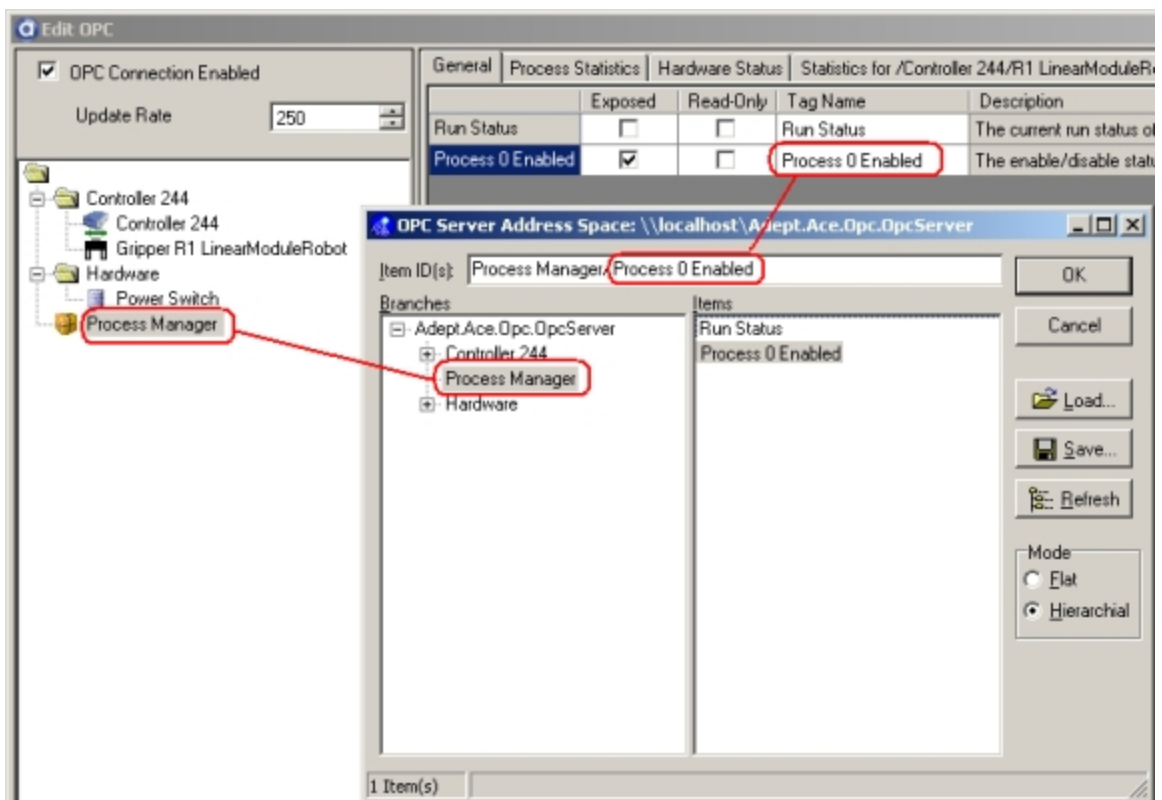 Edit OPC
OPC Connection Enabled
Update Rate 250
Controller 244
Controller 244
Gripper R1 LinearModuleRobot
Hardware
Power Switch
Process Manager
General Process Statistics Hardware Status Statistics for /Controller 244/R1 LinearModuleRo
Exposed Read-Only Tag Name Description
Run Status Run Status The current run status of
Process 0 Enabled Process 0 Enabled The enable/disable statu
OPC Server Address Space: \\localhost\Adept.Ace.Opc.OpcServer
Item ID(s): Process Manager/Process 0 Enabled
Branches
Adept.Ace.Opc.OpcServer
Controller 244
Process Manager
Hardware
Items
Run Status
Process 0 Enabled
OK
Cancel
Load...
Save...
Refresh
Mode
Flat
Hierarchial
1 Item(s)